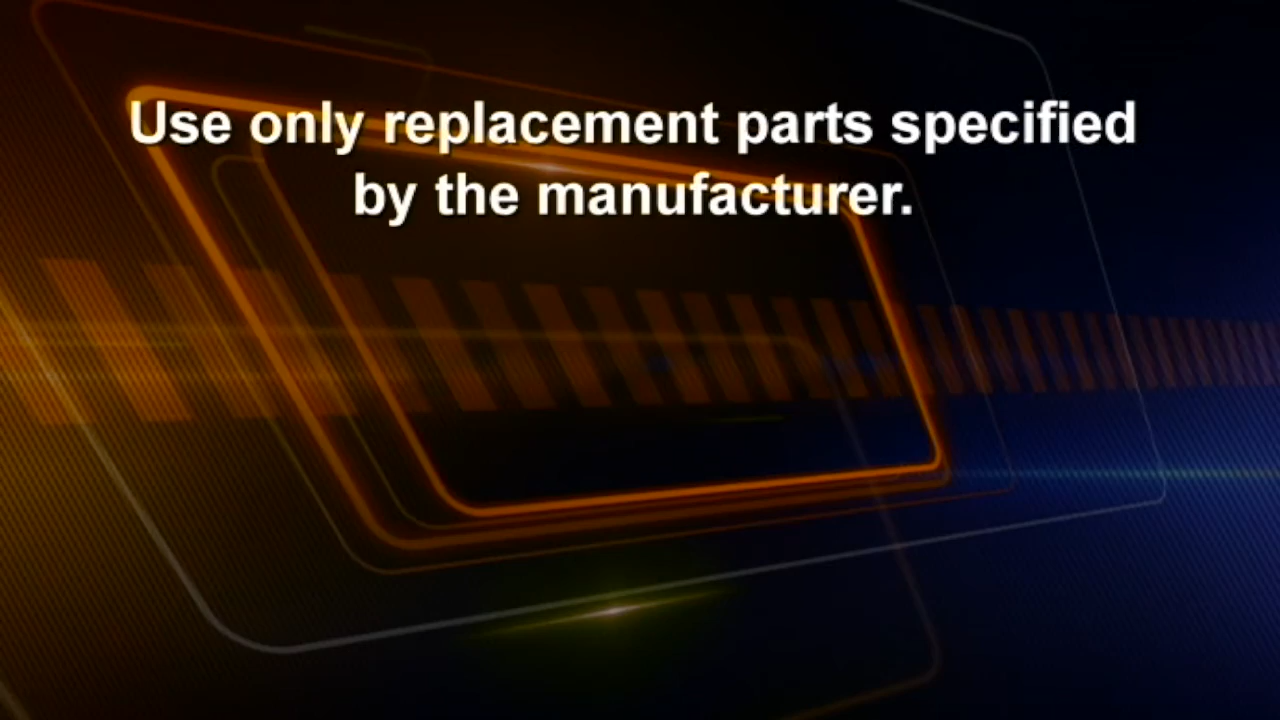 Use only replacement parts specified
by the manufacturer.